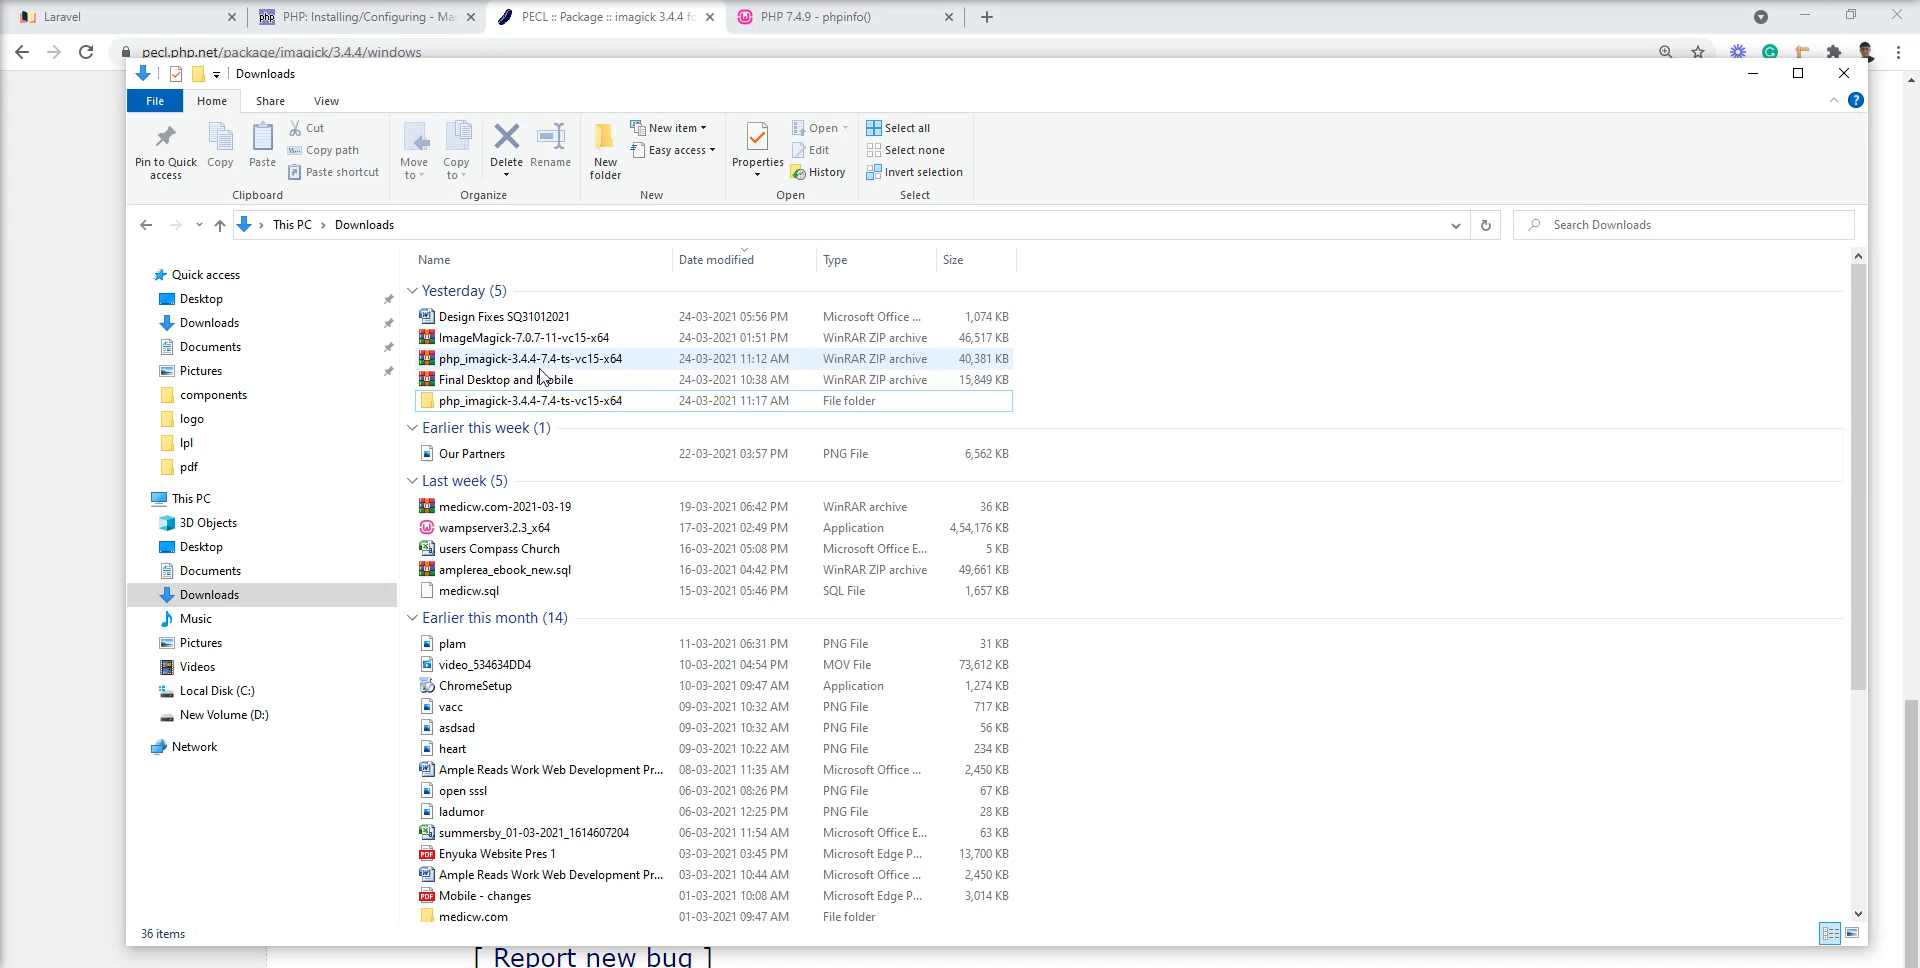 Laravel
php PHP: Installing/Configuring - Ma
PECL :: Package :: imagick 3.4.4 fo
PHP 7.4.9 - phpinfo()
pecl.php.net/package/imagick/3.4.4/windows
Downloads
File Home Share View
Pin to Quick access
Copy
Paste
Cut
Copy path
Paste shortcut
Clipboard
Move to
Copy to
Delete
Rename
Organize
New folder
New item
Easy access
New
Properties
Open
Edit
History
Open
Select all
Select none
Invert selection
Select
This PC > Downloads
Search Downloads
Quick access
Desktop
Downloads
Documents
Pictures
components
logo
lpl
pdf
This PC
3D Objects
Desktop
Documents
Downloads
Music
Pictures
Videos
Local Disk (C:)
New Volume (D:)
Network
Name Date modified Type Size
Yesterday (5)
Design Fixes SQ31012021 24-03-2021 05:56 PM Microsoft Office ... 1,074 KB
ImageMagick-7.0.7-11-vc15-x64 24-03-2021 01:51 PM WinRAR ZIP archive 46,517 KB
php_imagick-3.4.4-7.4-ts-vc15-x64 24-03-2021 11:12 AM WinRAR ZIP archive 40,381 KB
Final Desktop and Mobile 24-03-2021 10:38 AM WinRAR ZIP archive 15,849 KB
php_imagick-3.4.4-7.4-ts-vc15-x64 24-03-2021 11:17 AM File folder
Earlier this week (1)
Our Partners 22-03-2021 03:57 PM PNG File 6,562 KB
Last week (5)
medicw.com-2021-03-19 19-03-2021 06:42 PM WinRAR archive 36 KB
wampserver3.2.3_x64 17-03-2021 02:49 PM Application 4,54,176 KB
users Compass Church 16-03-2021 05:08 PM Microsoft Office E... 5 KB
amplerea_ebook_new.sql 16-03-2021 04:42 PM WinRAR ZIP archive 49,661 KB
medicw.sql 15-03-2021 05:46 PM SQL File 1,657 KB
Earlier this month (14)
plam 11-03-2021 06:31 PM PNG File 31 KB
video_534634DD4 10-03-2021 04:54 PM MOV File 73,612 KB
ChromeSetup 10-03-2021 09:47 AM Application 1,274 KB
vacc 09-03-2021 10:32 AM PNG File 717 KB
asdsad 09-03-2021 10:32 AM PNG File 56 KB
heart 09-03-2021 10:22 AM PNG File 234 KB
Ample Reads Work Web Development Pr... 08-03-2021 11:35 AM Microsoft Office ... 2,450 KB
open sssl 06-03-2021 08:26 PM PNG File 67 KB
ladumor 06-03-2021 12:25 PM PNG File 28 KB
summersby_01-03-2021_1614607204 06-03-2021 11:54 AM Microsoft Office E... 63 KB
Enyuka Website Pres 1 03-03-2021 03:45 PM Microsoft Edge P... 13,700 KB
Ample Reads Work Web Development Pr... 03-03-2021 10:44 AM Microsoft Office ... 2,450 KB
Mobile - changes 01-03-2021 10:08 AM Microsoft Edge P... 3,014 KB
medicw.com 01-03-2021 09:47 AM File folder
36 items
[ Report new bug ]